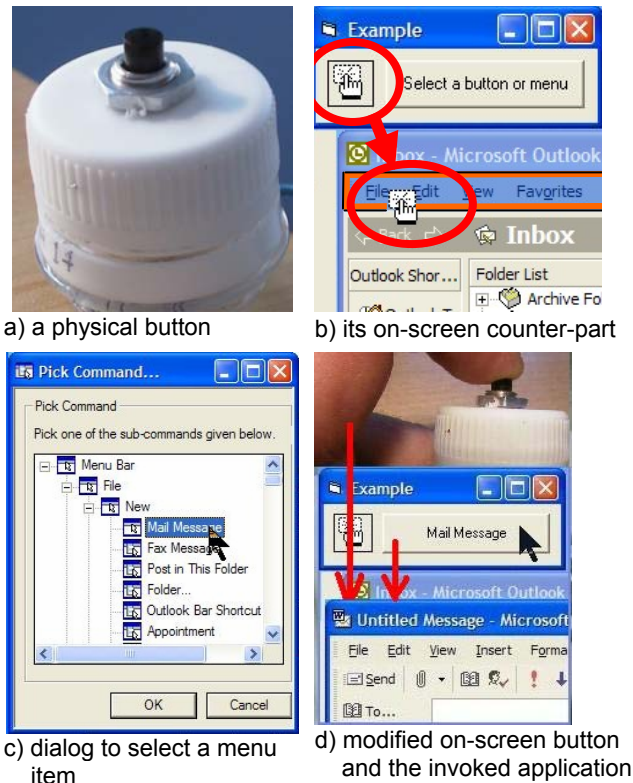 14
a) a physical button
Example
Select a button or menu
Inbox - Microsoft Outlook
File Edit View Favorites
Back
Inbox
Outlook Shor... Folder List
Archive Fo
b) its on-screen counter-part
Pick Command...
Pick Command
Pick one of the sub-commands given below.
Menu Bar
File
New
Mail Message
Fax Message
Post in This Folder
Folder...
Outlook Bar Shortcut
Appointment
OK Cancel
c) dialog to select a menu
item
Example
Mail Message
Inbox - Microsoft Outlook
Untitled Message - Microsoft
File Edit View Insert Forma
Send
To...
d) modified on-screen button
and the invoked application